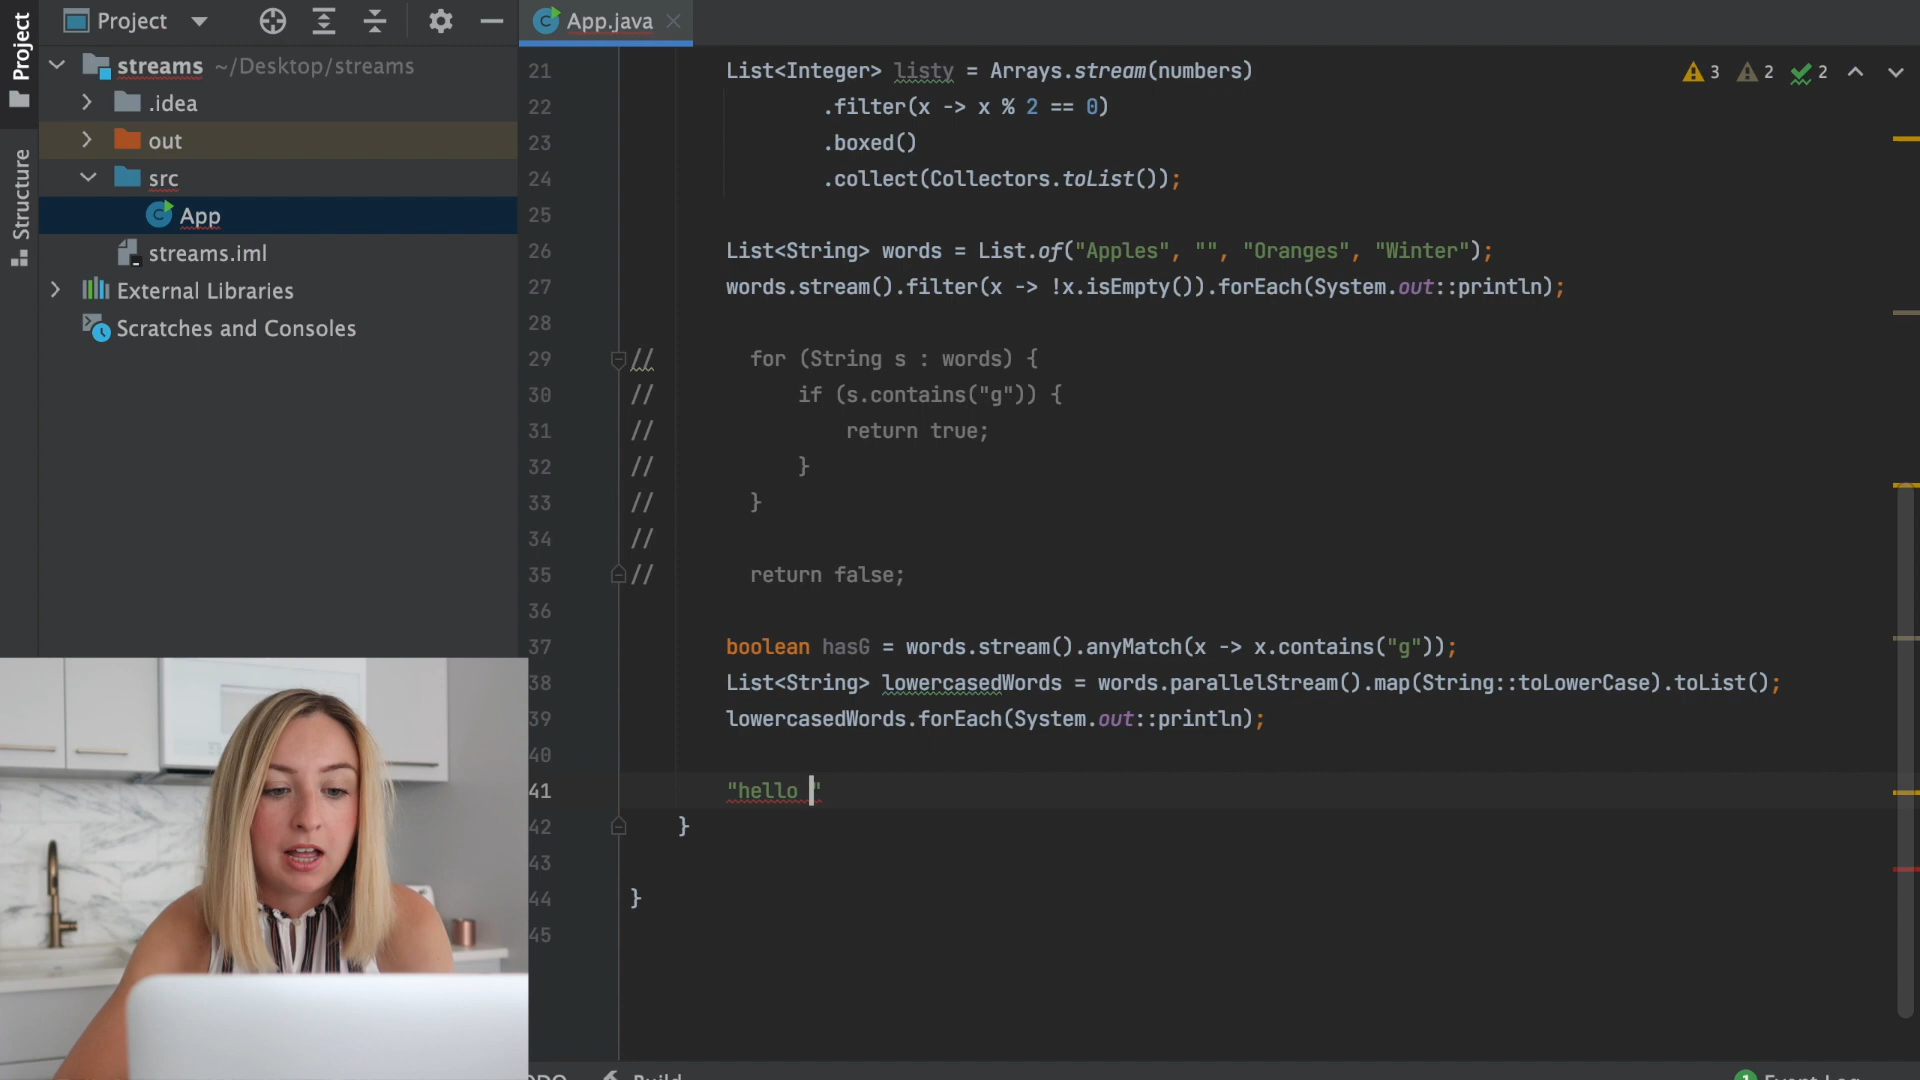 Project
Project
App.java
streams ~/Desktop/streams
.idea
out
src
App
streams.iml
External Libraries
Scratches and Consoles
Structure
3 2 2
21 List<Integer> listy = Arrays.stream(numbers)
22 .filter(x -> x % 2 == 0)
23 .boxed()
24 .collect(Collectors.toList());
25
26 List<String> words = List.of("Apples", "", "Oranges", "Winter");
27 words.stream().filter(x -> !x.isEmpty()).forEach(System.out::println);
28
29 // for (String s : words) {
30 // if (s.contains("g")) {
31 // return true;
32 // }
33 // }
34 //
35 // return false;
36
37 boolean hasG = words.stream().anyMatch(x -> x.contains("g"));
38 List<String> lowercasedWords = words.parallelStream().map(String::toLowerCase).toList();
39 lowercasedWords.forEach(System.out::println);
40
41 "hello "
42 }
43
44 }
45
Build